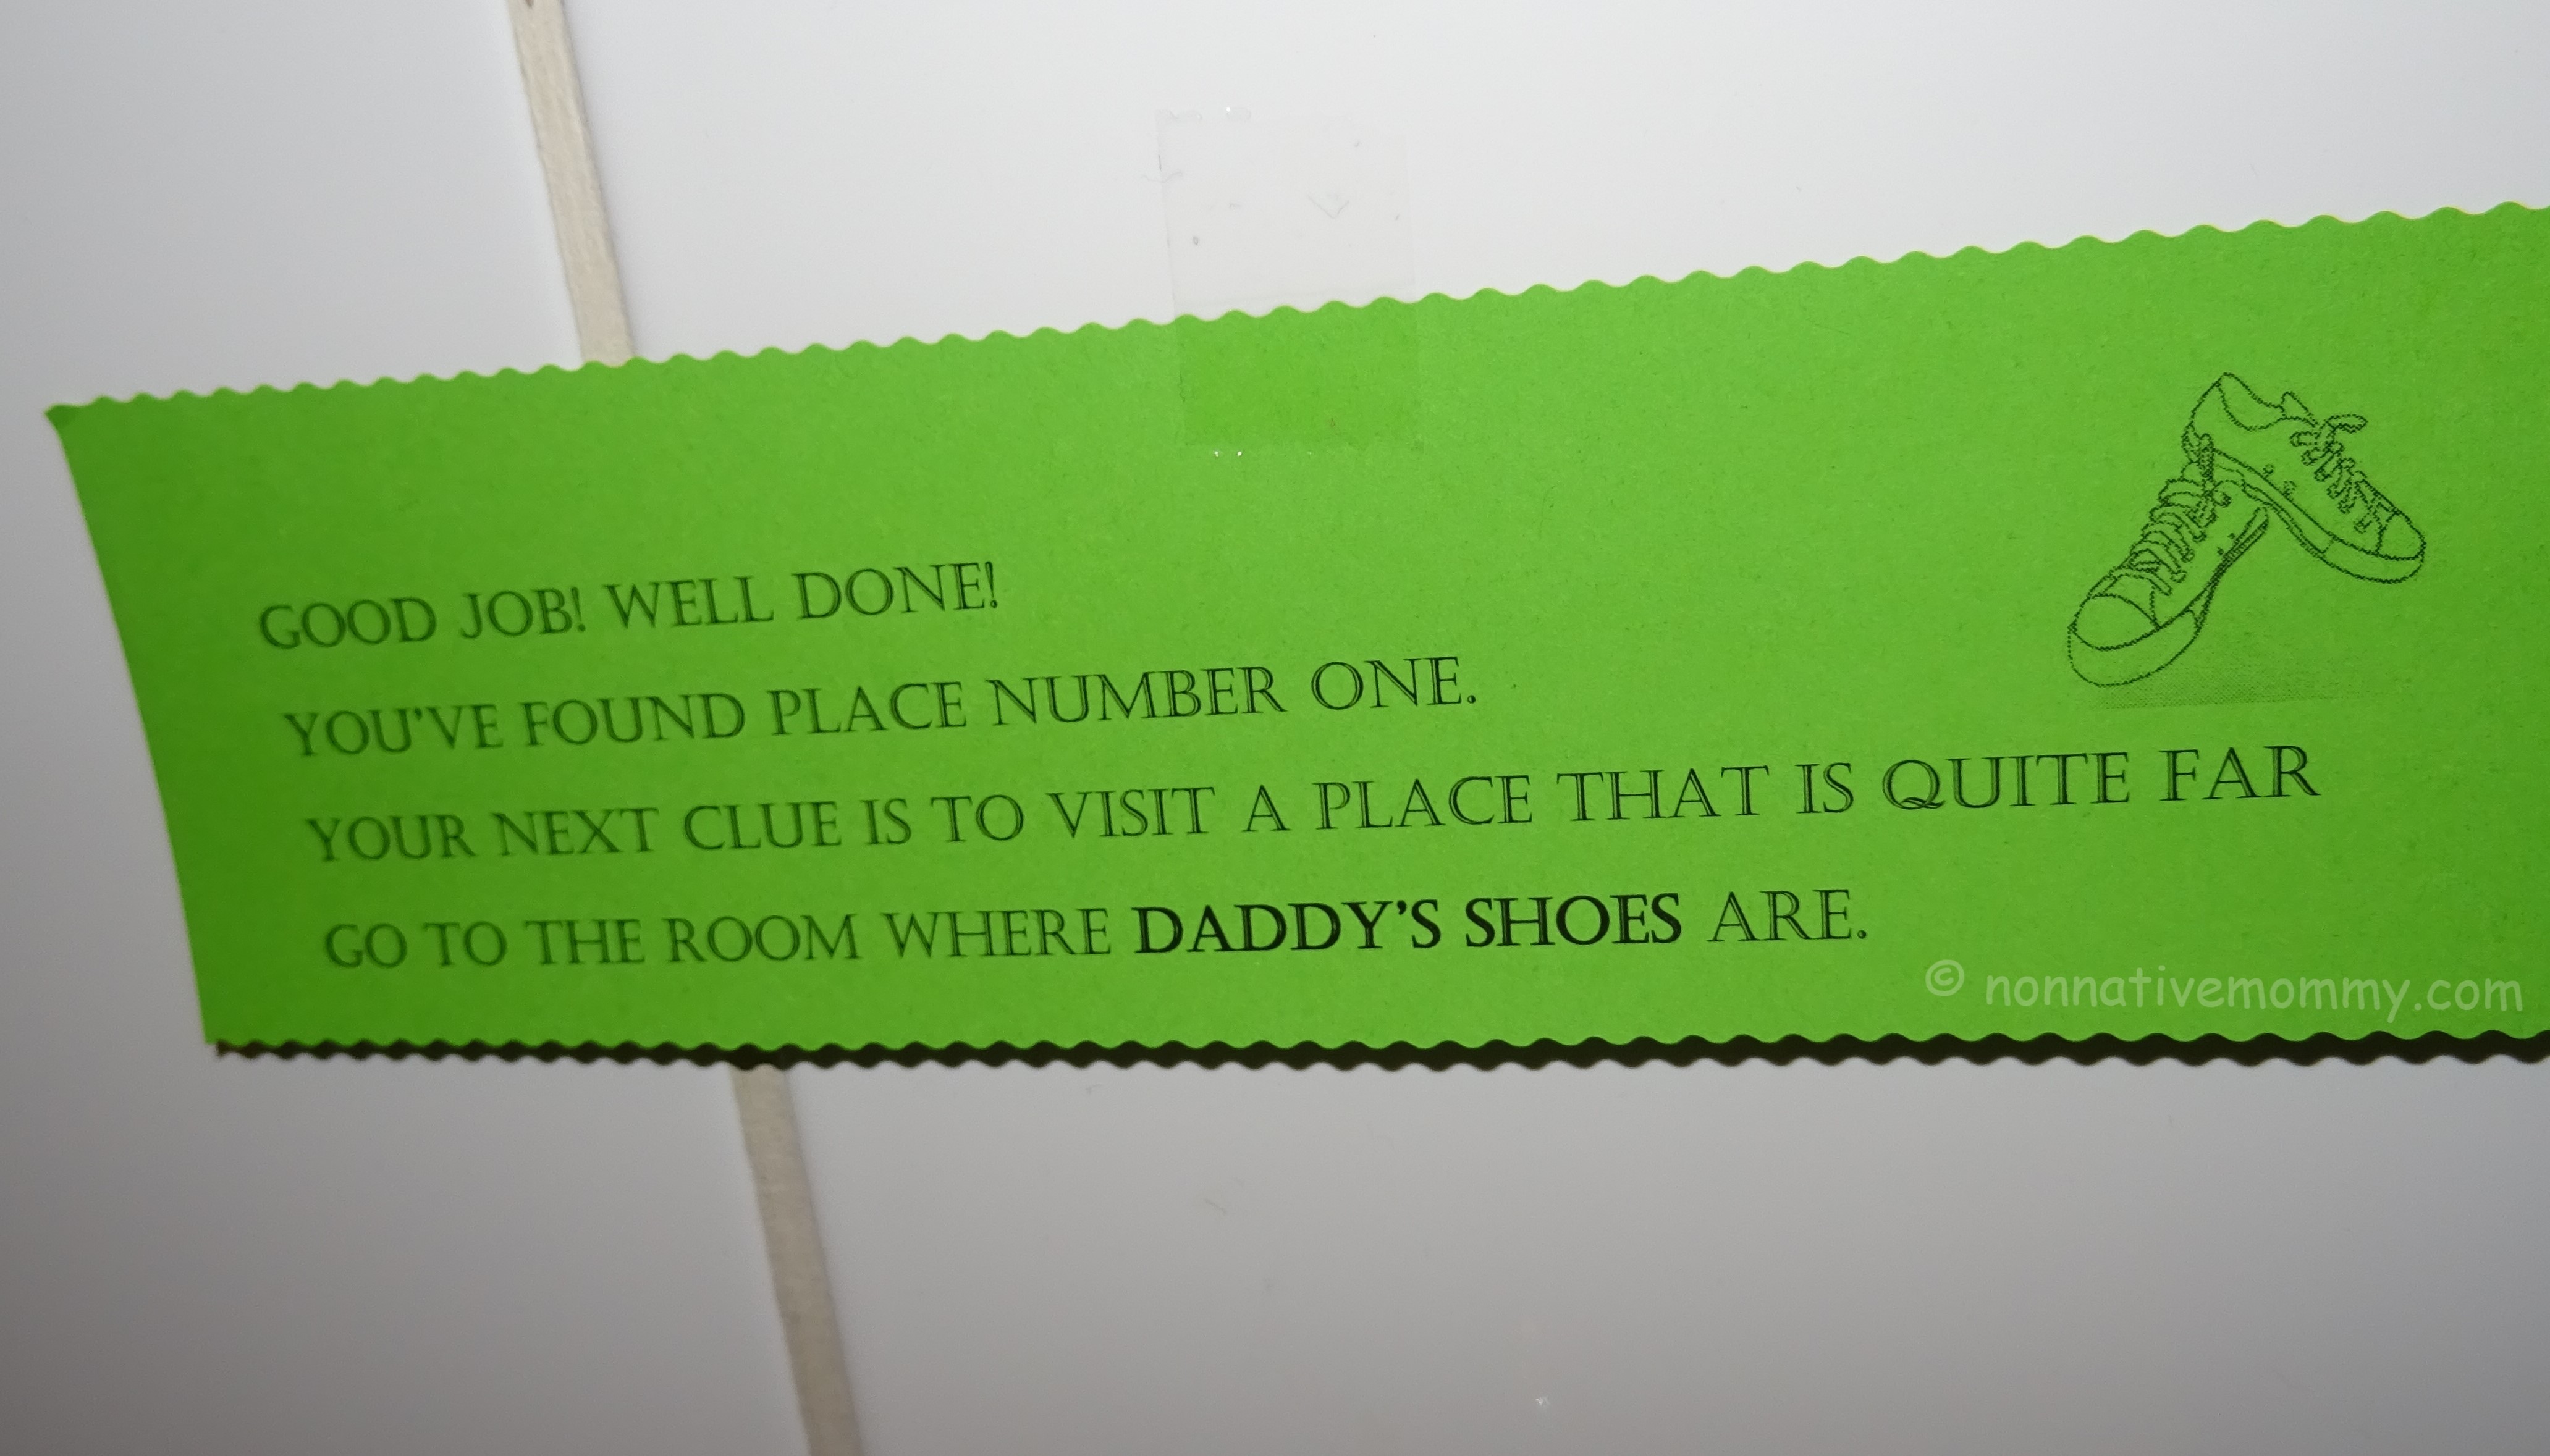 GOOD JOB! WELL DONE!
YOU'VE FOUND PLACE NUMBER ONE.
YOUR NEXT CLUE IS TO VISIT A PLACE THAT IS QUITE FAR
GO TO THE ROOM WHERE DADDY'S SHOES ARE.
© nonnativemommy.com